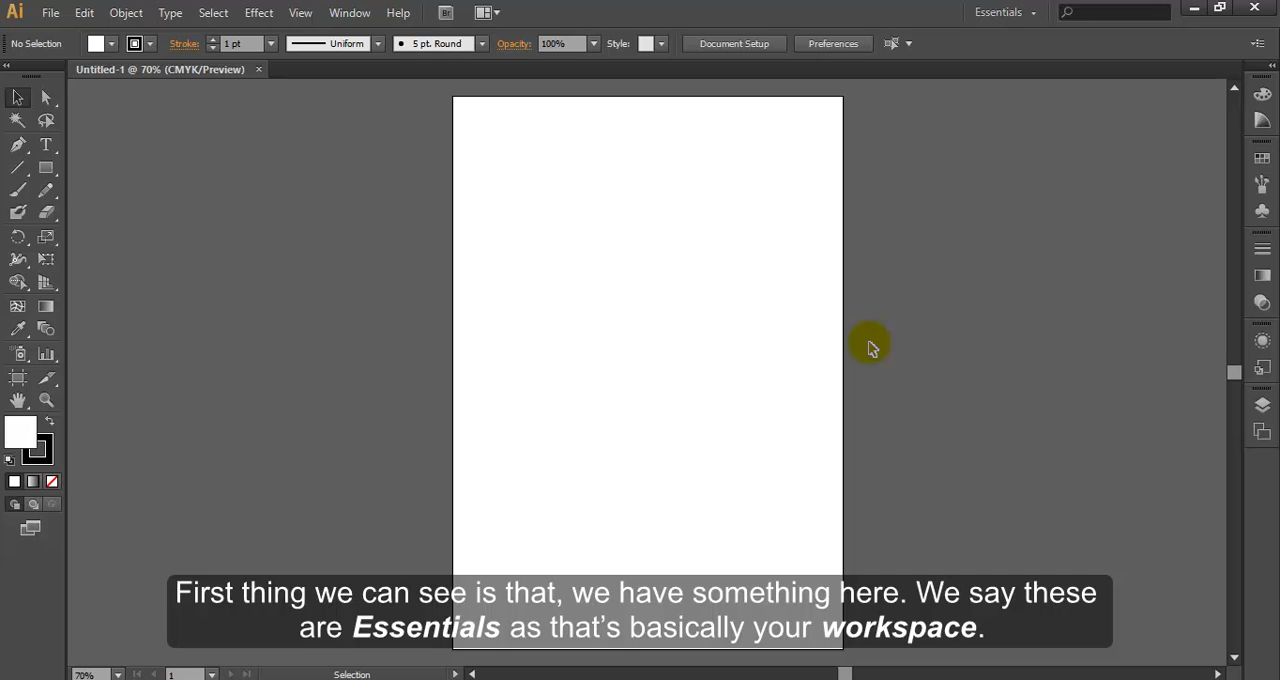 Ai File Edit Object Type Select Effect View Window Help Br Essentials
No Selection Stroke: 1 pt Uniform 5 pt. Round Opacity: 100% Style: Document Setup Preferences
Untitled-1 @ 70% (CMYK/Preview) ×
T
First thing we can see is that, we have something here. We say these
are Essentials as that's basically your workspace.
70% 1 Selection